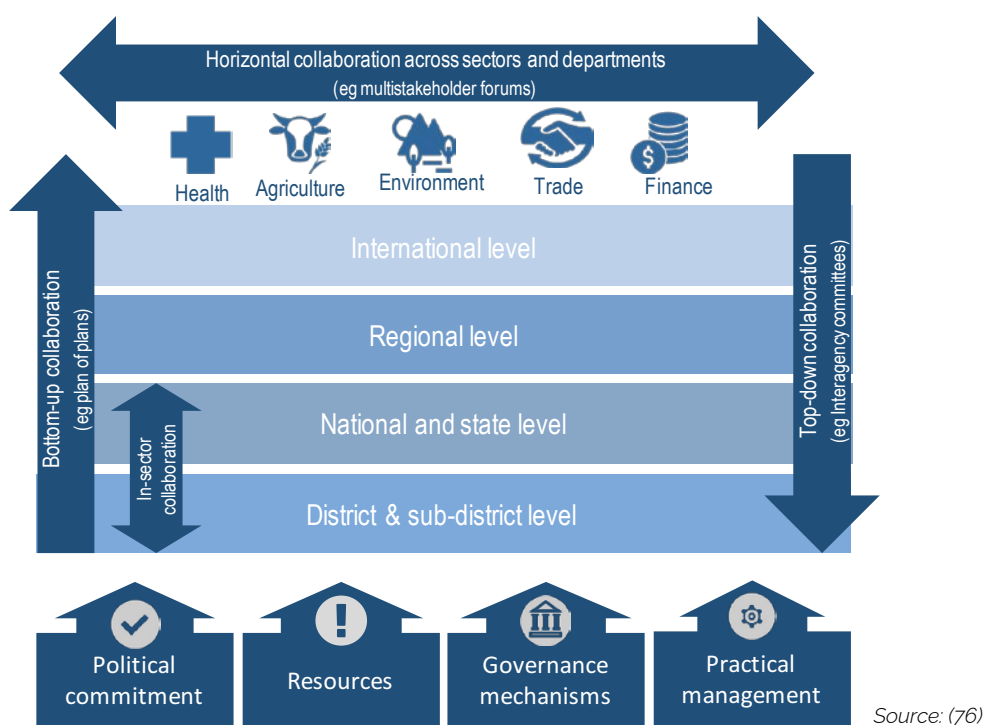 Horizontal collaboration across sectors and departments
(eg multistakeholder forums)
Health
Agriculture
Environment
Trade
Finance
$
International level
Regional level
National and state level
District & sub-district level
Bottom-up collaboration
(eg plan of plans)
In-sector
collaboration
Top-down collaboration
(eg Interagency committees)
Political
commitment
!
Resources
Governance
mechanisms
Practical
management
Source: (76)